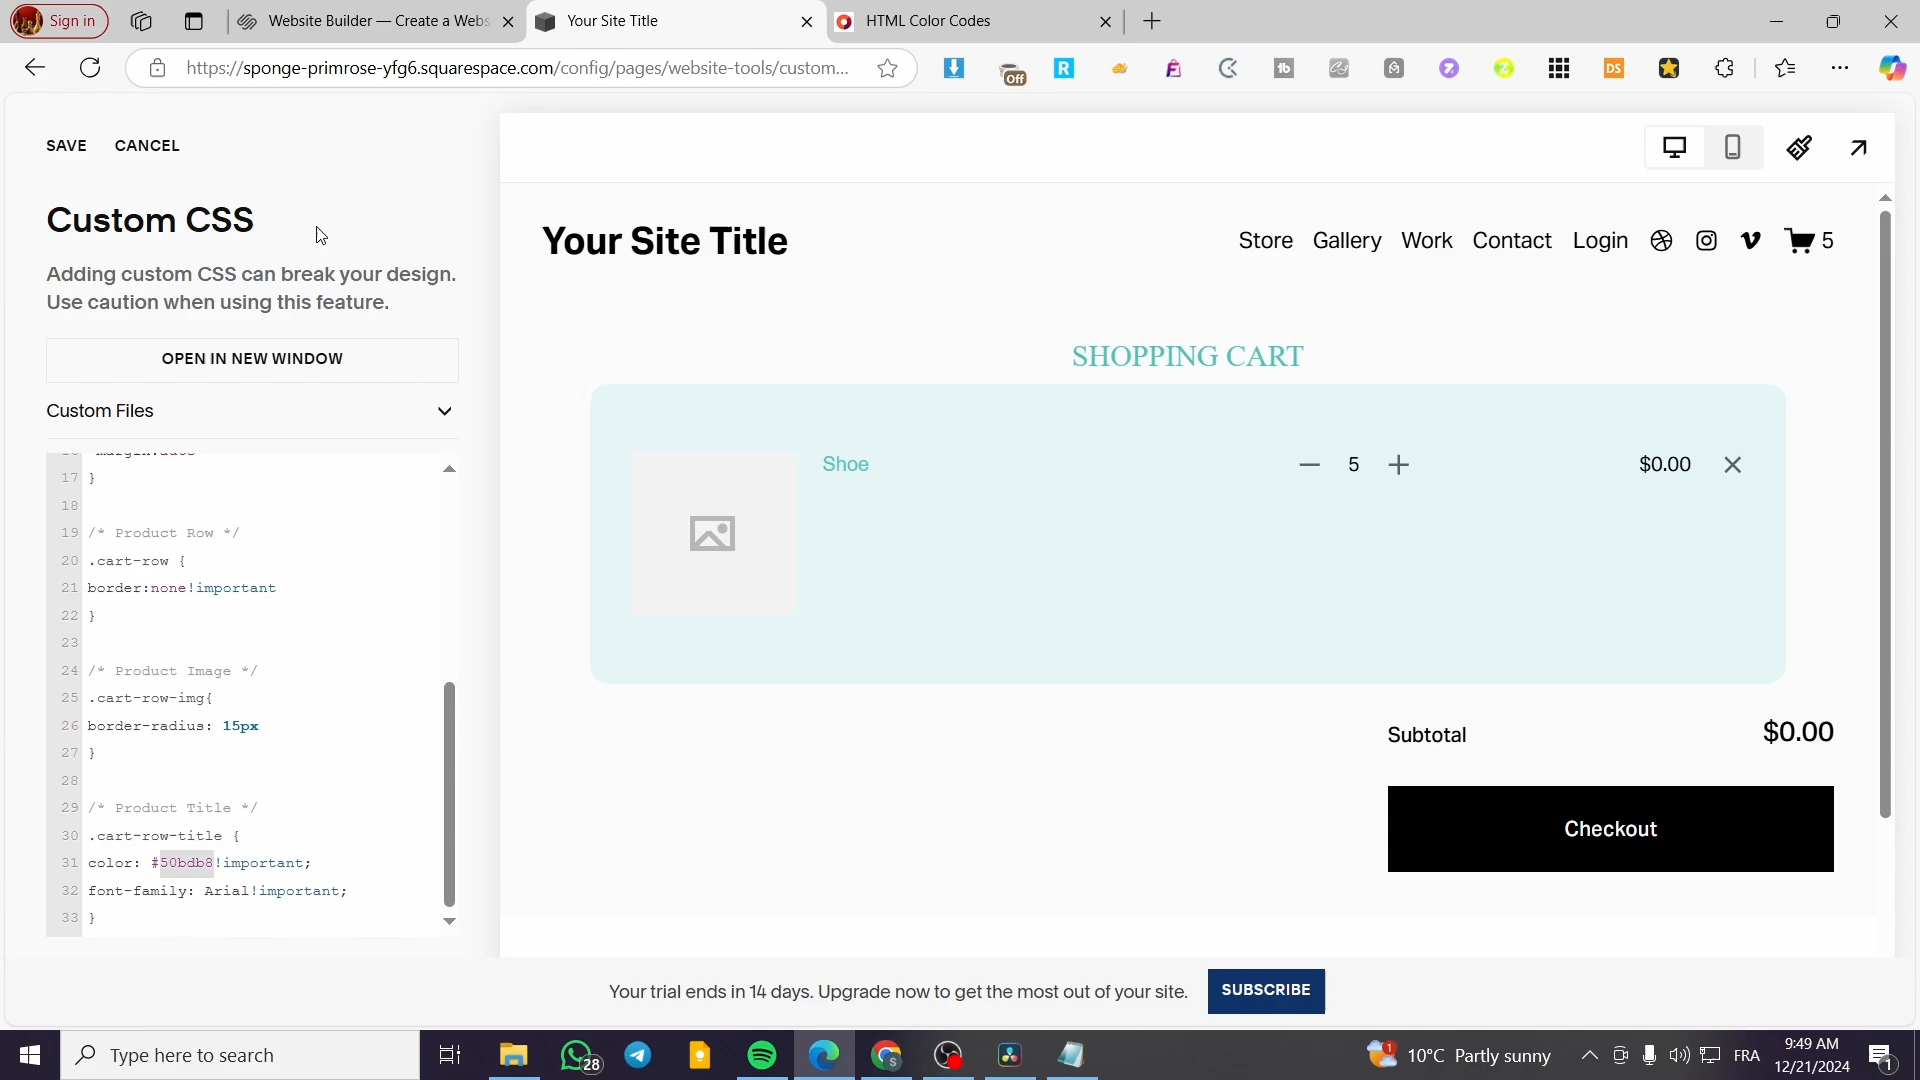 Sign in
Website Builder — Create a Webs
Your Site Title
HTML Color Codes
https://sponge-primrose-yfg6.squarespace.com/config/pages/website-tools/custom...
Off
SAVE CANCEL
Custom CSS
Adding custom CSS can break your design.
Use caution when using this feature.
OPEN IN NEW WINDOW
Custom Files
17 }
18
19 /* Product Row */
20 .cart-row {
21 border:none!important
22 }
23
24 /* Product Image */
25 .cart-row-img{
26 border-radius: 15px
27 }
28
29 /* Product Title */
30 .cart-row-title {
31 color: #50bdb8!important;
32 font-family: Arial!important;
33 }
Your Site Title
Store Gallery Work Contact Login 5
SHOPPING CART
Shoe 5 $0.00
Subtotal $0.00
Checkout
Your trial ends in 14 days. Upgrade now to get the most out of your site. SUBSCRIBE
Type here to search
28
1
10°C Partly sunny
FRA
9:49 AM
12/21/2024
1